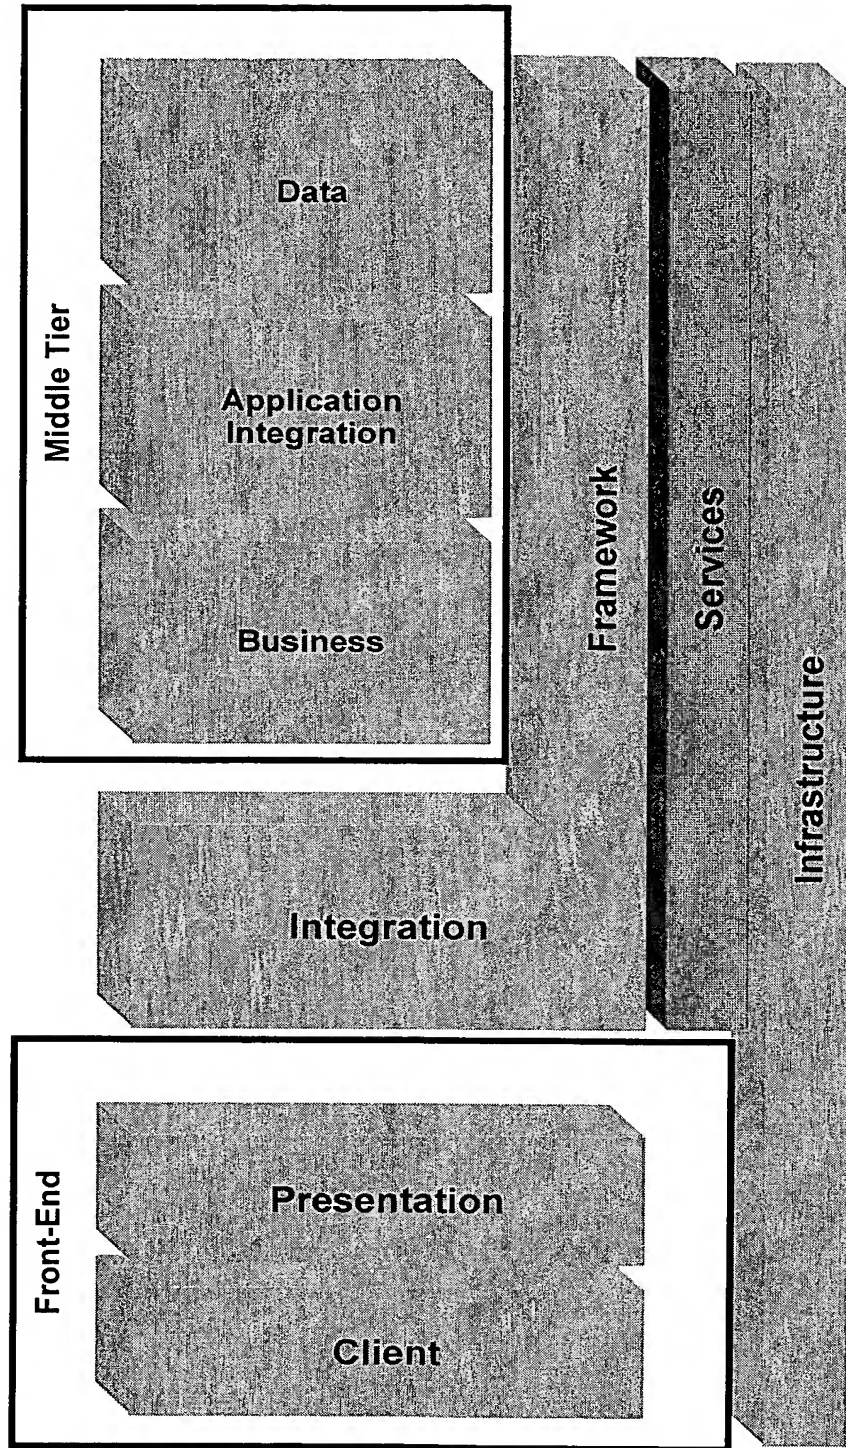 Middle Tier
Data
Application
Integration
Business
Framework
Services
Infrastructure
Integration
Front-End
Presentation
Client